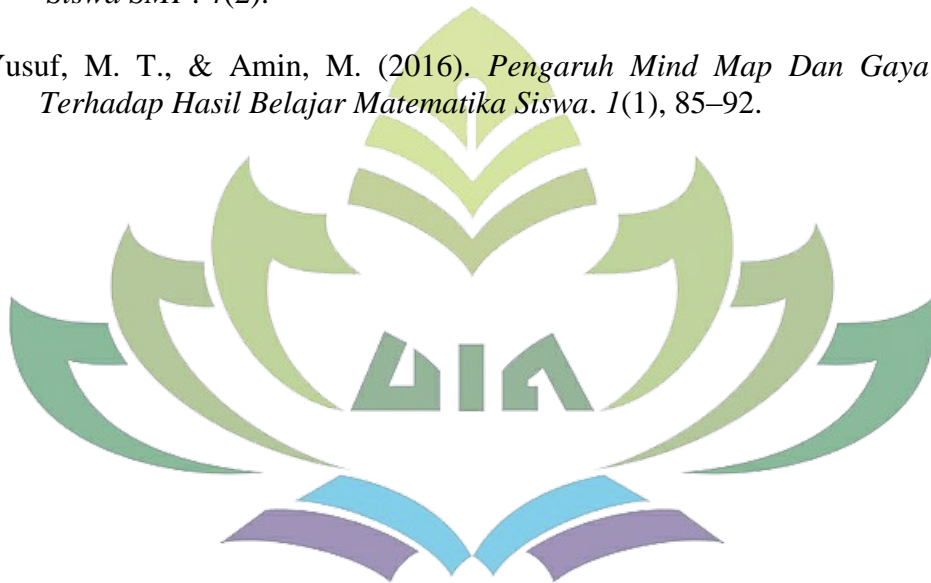 Siswa SMP. 4(2).
Yusuf, M. T., & Amin, M. (2016). Pengaruh Mind Map Dan Gaya
Terhadap Hasil Belajar Matematika Siswa. 1(1), 85–92.
UIN